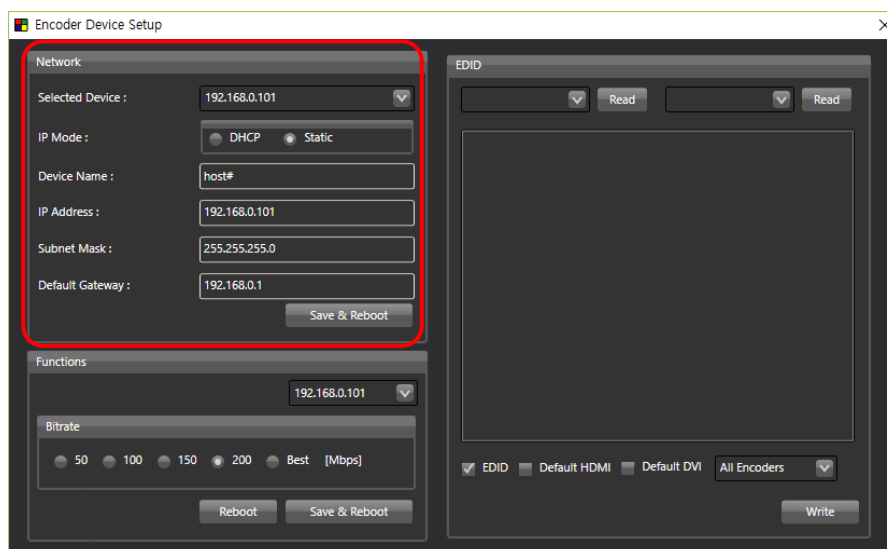 Encoder Device Setup
Network
Selected Device : 192.168.0.101
IP Mode : DHCP Static
Device Name : host#
IP Address : 192.168.0.101
Subnet Mask : 255.255.255.0
Default Gateway : 192.168.0.1
Save & Reboot
Functions
192.168.0.101
Bitrate
50 100 150 200 Best [Mbps]
Reboot Save & Reboot
EDID
Read Read
EDID Default HDMI Default DVI All Encoders
Write